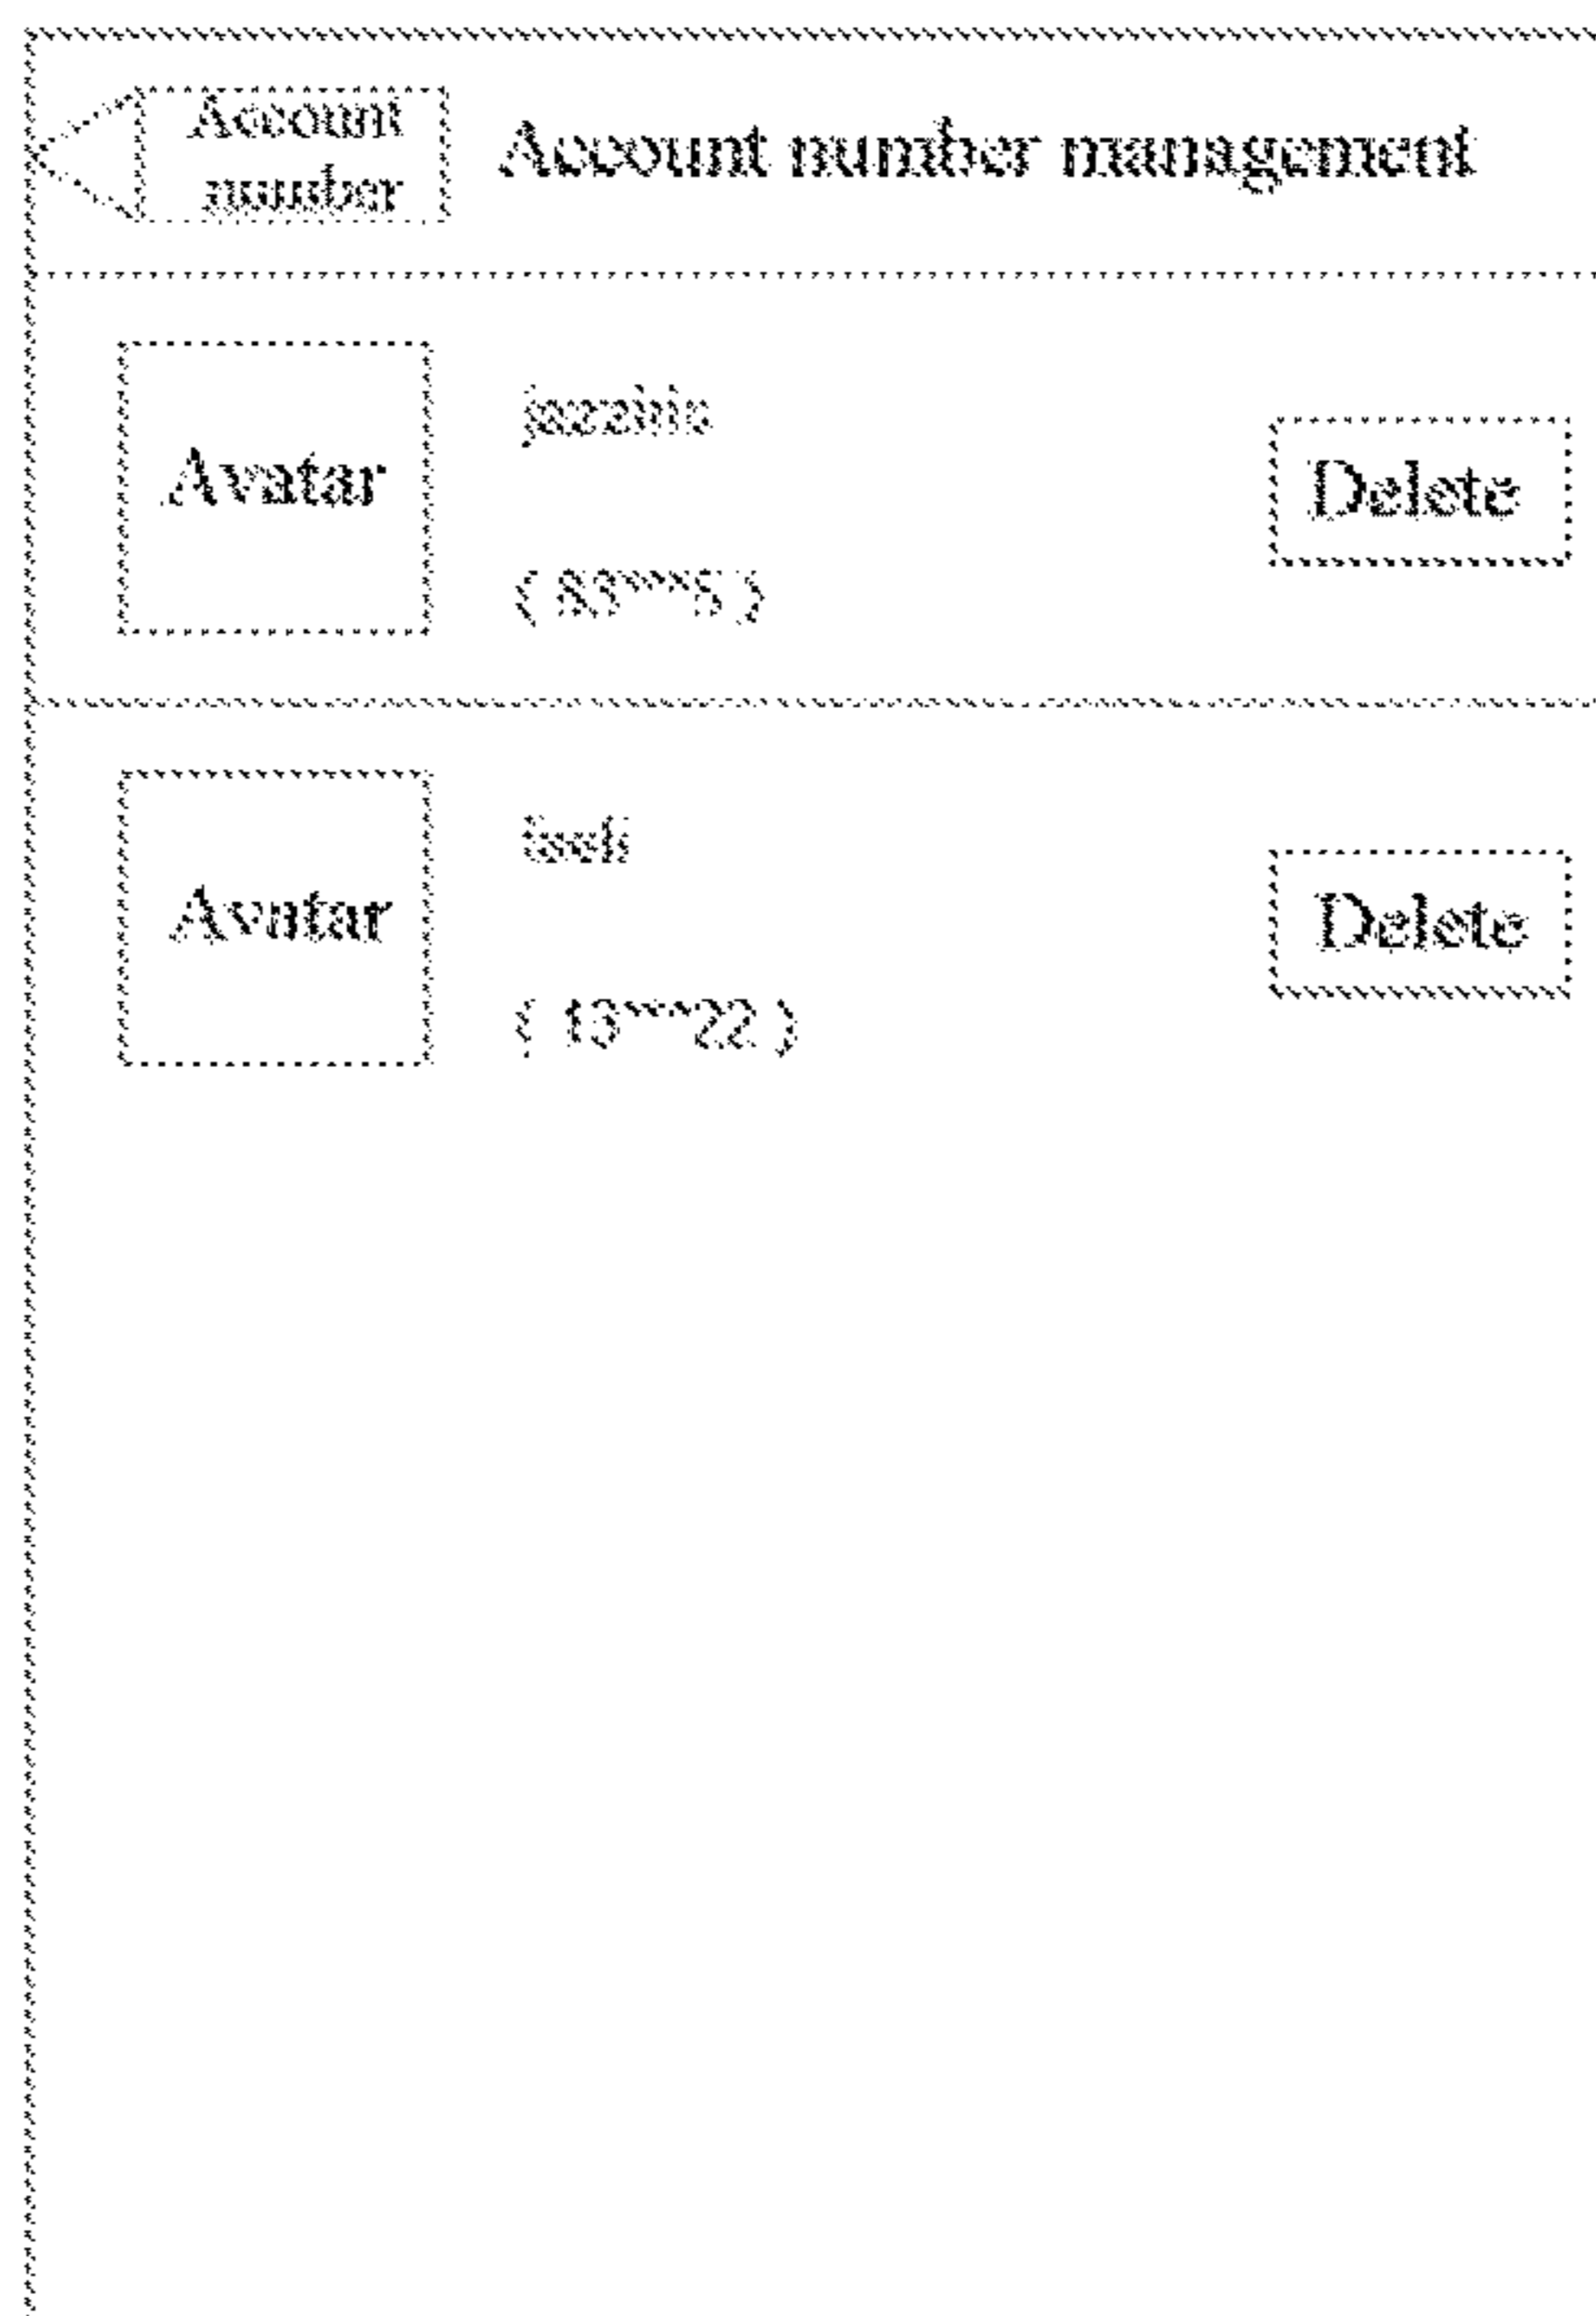 Account
number
Account number management
Avatar
Delete
( 83****5 )
Avatar
Delete
( 13****22 )